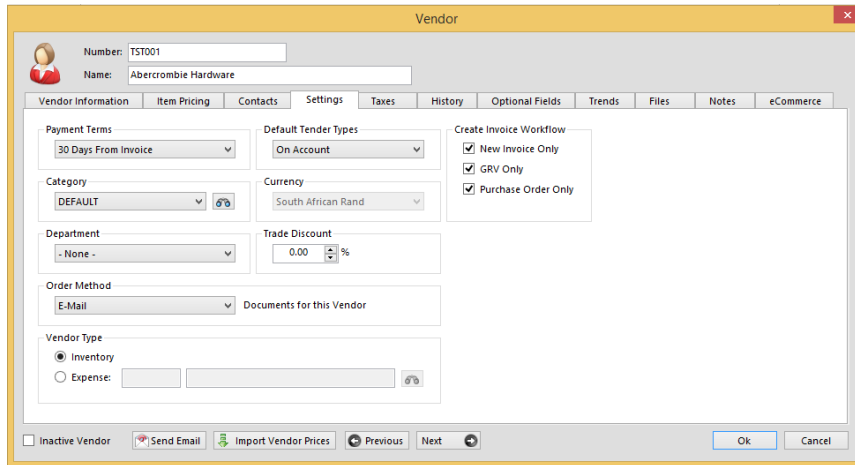 Vendor
Number: TST001
Name: Abercrombie Hardware
Vendor Information Item Pricing Contacts Settings Taxes History Optional Fields Trends Files Notes eCommerce
Payment Terms Default Tender Types Create Invoice Workflow
30 Days From Invoice On Account New Invoice Only
GRV Only
Category Currency Purchase Order Only
DEFAULT South African Rand
Department Trade Discount
- None - 0.00 %
Order Method
E-Mail Documents for this Vendor
Vendor Type
Inventory
Expense:
Inactive Vendor Send Email Import Vendor Prices Previous Next Ok Cancel